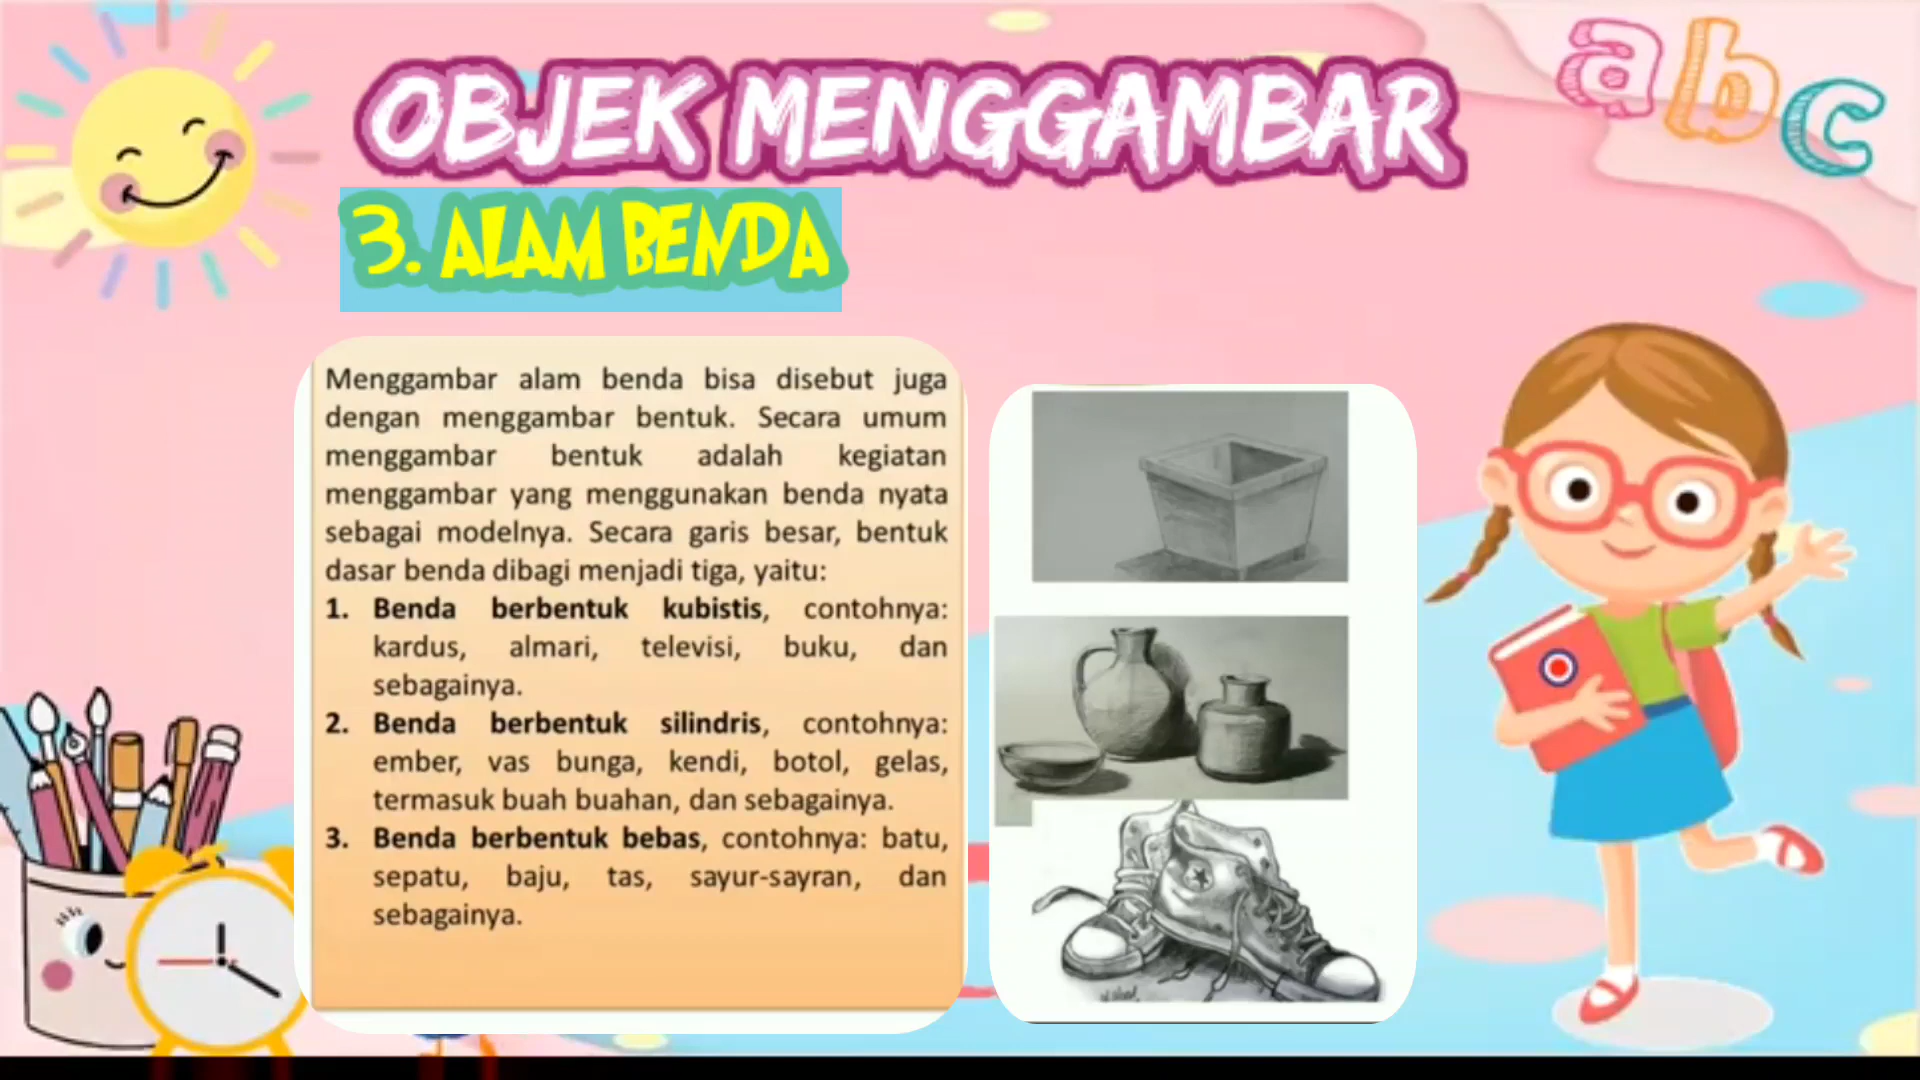 abc
OBJEK MENGGAMBAR
3. ALAM BENDA
Menggambar alam benda bisa disebut juga
dengan menggambar bentuk. Secara umum
menggambar bentuk adalah kegiatan
menggambar yang menggunakan benda nyata
sebagai modelnya. Secara garis besar, bentuk
dasar benda dibagi menjadi tiga, yaitu:
1. Benda berbentuk kubistis, contohnya:
kardus, almari, televisi, buku, dan
sebagainya.
2. Benda berbentuk silindris, contohnya:
ember, vas bunga, kendi, botol, gelas,
termasuk buah buahan, dan sebagainya.
3. Benda berbentuk bebas, contohnya: batu,
sepatu, baju, tas, sayur-sayran, dan
sebagainya.